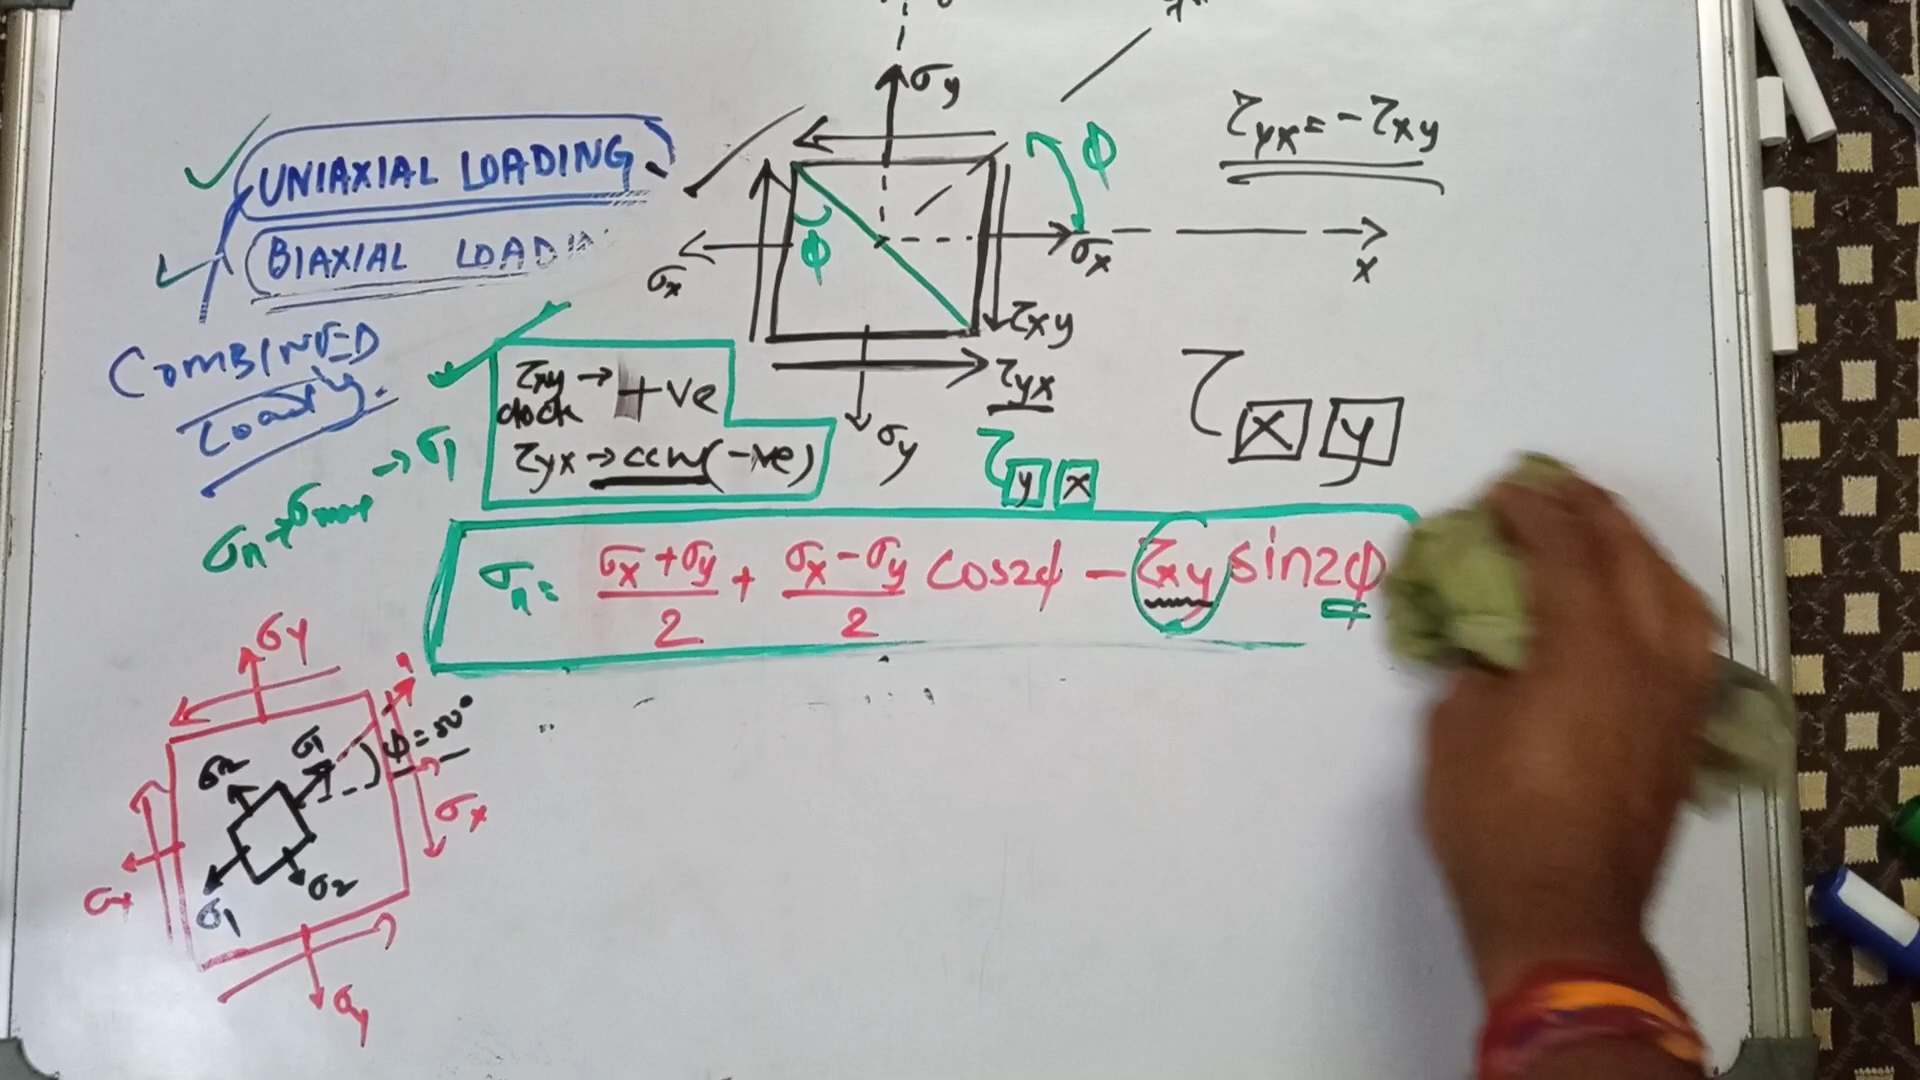 σy
UNIAXIAL LOADING
BIAXIAL LOADIN
COMBINED
Loading.
ϕ
ϕ
τyx = -τxy
σx
σx
x
τxy
τyx
σy
τxy → +ve
clock
τyx → ccw (-ve)
τ y x
τ x y
σn → σmax → σ1
σn = σx + σy / 2 + σx - σy / 2 cos2ϕ - τxy sin2ϕ
σy
n
σ1
σ2
ϕ = 50°
σx
σx
σ1
σ2
σy